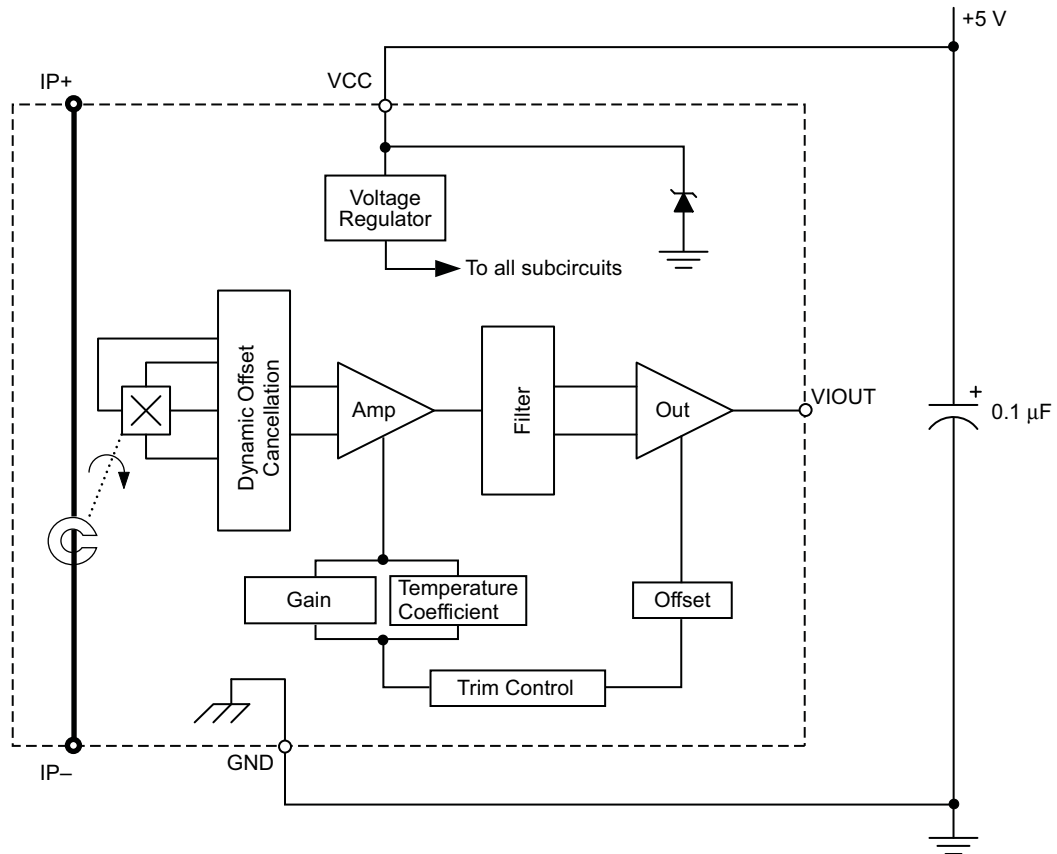 +5 V
IP+
VCC
Voltage
Regulator
To all subcircuits
Dynamic Offset
Cancellation
Amp
Filter
Out
VIOUT
+
0.1 µF
Gain
Temperature
Coefficient
Offset
Trim Control
GND
IP–